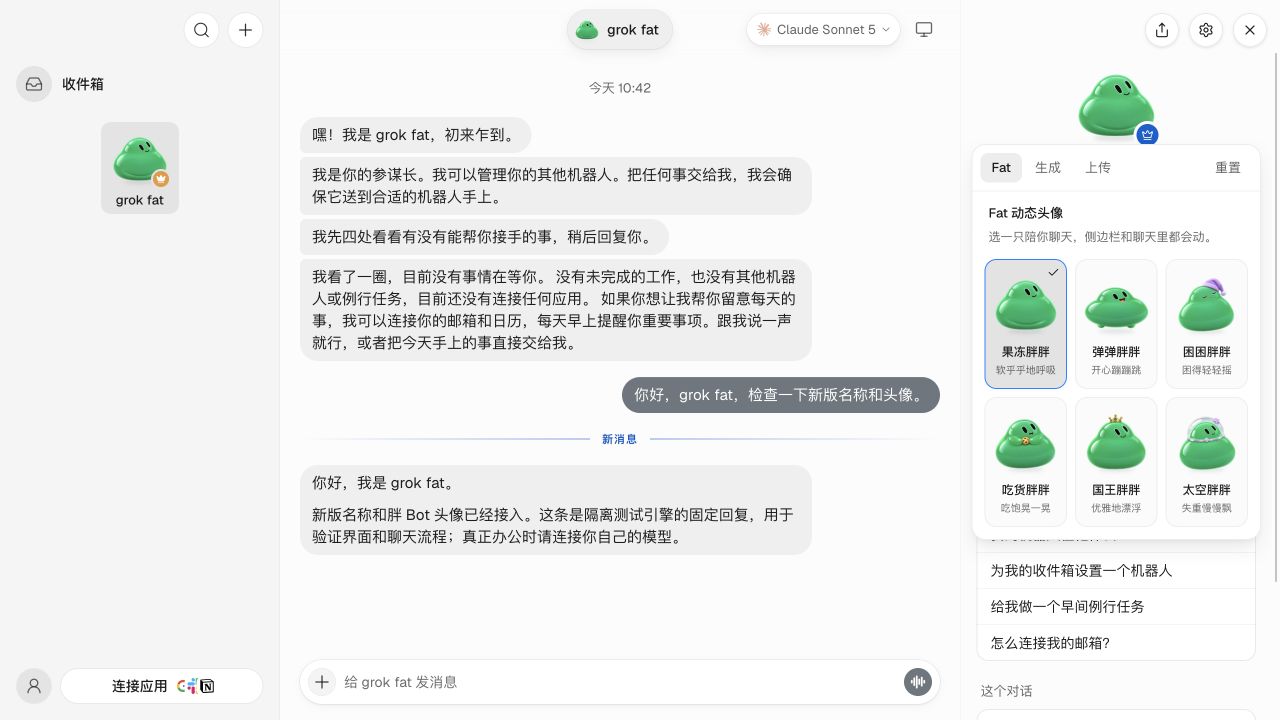 收件箱
grok fat
连接应用
grok fat
Claude Sonnet 5
今天 10:42
嘿！我是 grok fat，初来乍到。
我是你的参谋长。我可以管理你的其他机器人。把任何事交给我，我会确
保它送到合适的机器人手上。
我先四处看看有没有能帮你接手的事，稍后回复你。
我看了一圈，目前没有事情在等你。 没有未完成的工作，也没有其他机器
人或例行任务，目前还没有连接任何应用。 如果你想让我帮你留意每天的
事，我可以连接你的邮箱和日历，每天早上提醒你重要事项。跟我说一声
就行，或者把今天手上的事直接交给我。
你好，grok fat，检查一下新版名称和头像。
新消息
你好，我是 grok fat。
新版名称和胖 Bot 头像已经接入。这条是隔离测试引擎的固定回复，用于
验证界面和聊天流程；真正办公时请连接你自己的模型。
给 grok fat 发消息
Fat 生成 上传 重置
Fat 动态头像
选一只陪你聊天，侧边栏和聊天里都会动。
果冻胖胖 弹弹胖胖 困困胖胖
软乎乎地呼吸 开心蹦蹦跳 困得轻轻摇
吃货胖胖 国王胖胖 太空胖胖
吃饱晃一晃 优雅地漂浮 失重慢慢飘
为我的收件箱设置一个机器人
给我做一个早间例行任务
怎么连接我的邮箱？
这个对话